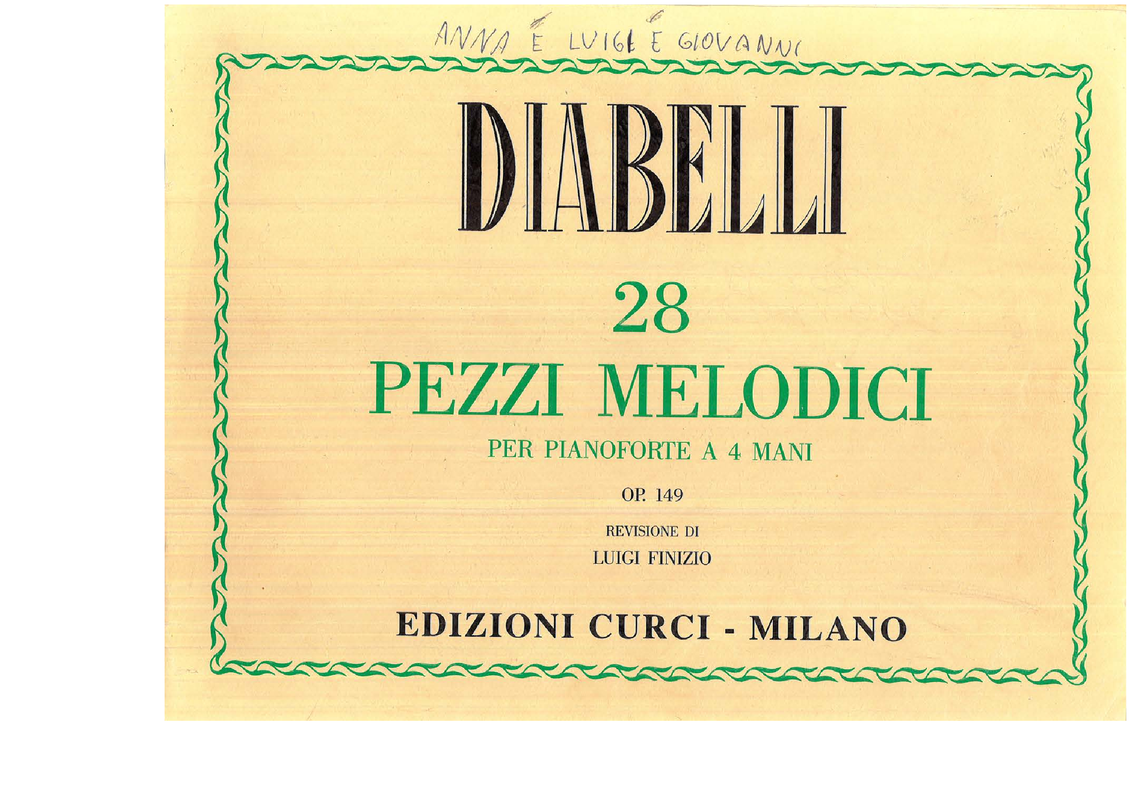 ANNA É LUIGI É GIOVANNI
DIABELLI
28
PEZZI MELODICI
PER PIANOFORTE A 4 MANI
OP. 149
REVISIONE DI
LUIGI FINIZIO
EDIZIONI CURCI - MILANO